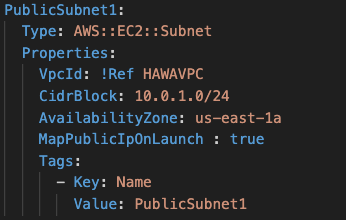 PublicSubnet1:
  Type: AWS::EC2::Subnet
  Properties:
    VpcId: !Ref HAWAVPC
    CidrBlock: 10.0.1.0/24
    AvailabilityZone: us-east-1a
    MapPublicIpOnLaunch : true
    Tags:
      - Key: Name
        Value: PublicSubnet1